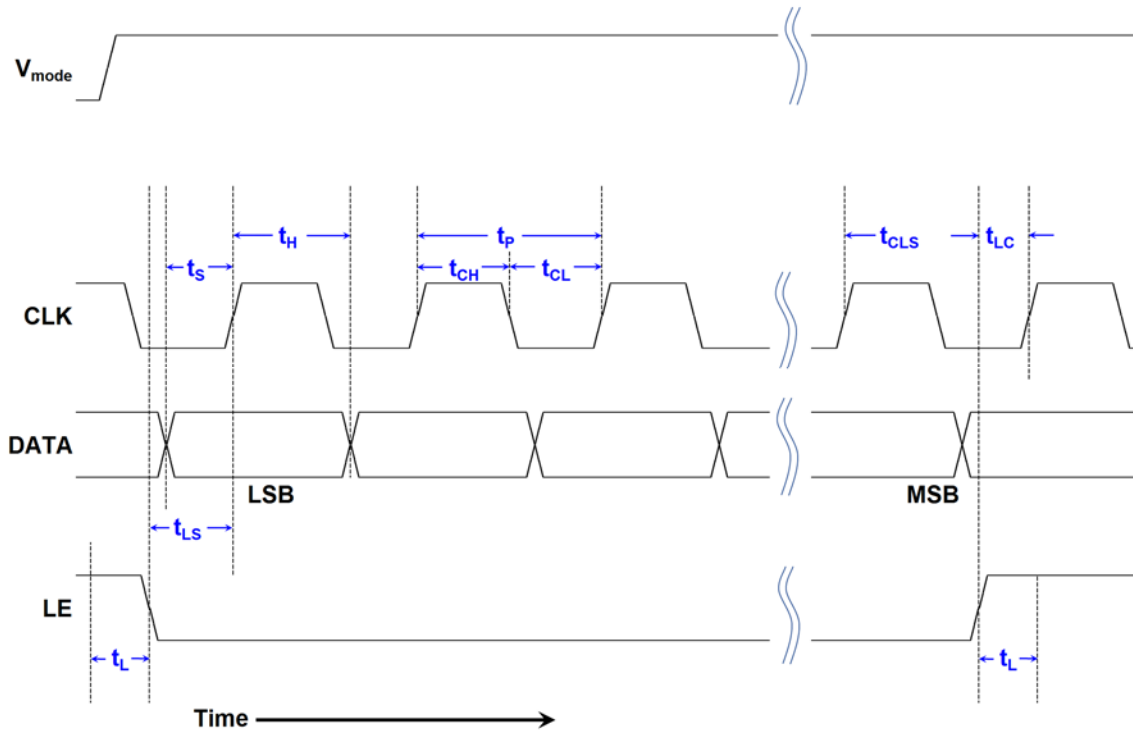 Vmode
tH
tP
tCLS
tLC
tS
tCH
tCL
CLK
DATA
LSB
MSB
tLS
LE
tL
tL
Time